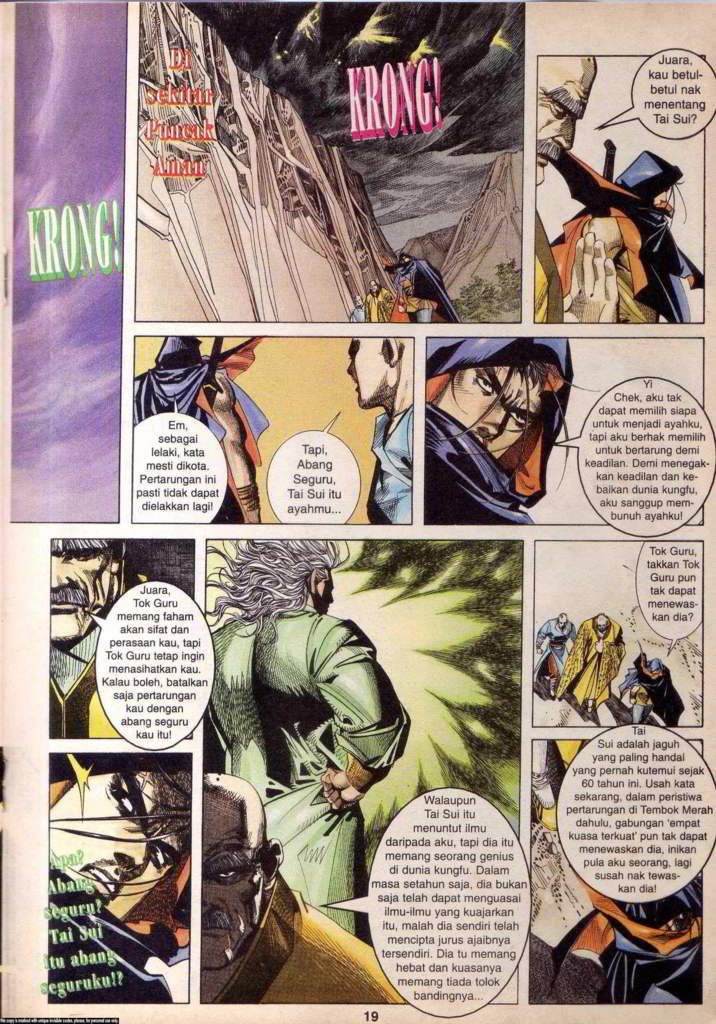 KRONG!
Di
sekitar
Puncak
Aman
KRONG!
Juara,
kau betul-
betul nak
menentang
Tai Sui?
Em,
sebagai
lelaki, kata
mesti dikota.
Pertarungan ini
pasti tidak dapat
dielakkan lagi!
Tapi,
Abang
Seguru,
Tai Sui itu
ayahmu...
Yi
Chek, aku tak
dapat memilih siapa
untuk menjadi ayahku,
tapi aku berhak memilih
untuk bertarung demi
keadilan. Demi menegak-
kan keadilan dan ke-
baikan dunia kungfu,
aku sanggup mem-
bunuh ayahku!
Juara,
Tok Guru
memang faham
akan sifat dan
perasaan kau, tapi
Tok Guru tetap ingin
menasihatkan kau.
Kalau boleh, batalkan
saja pertarungan
kau dengan
abang seguru
kau itu!
Apa?
Abang
seguru?
Tai Sui
itu abang
seguruku!?
Walaupun
Tai Sui itu
menuntut ilmu
daripada aku, tapi dia itu
memang seorang genius
di dunia kungfu. Dalam
masa setahun saja, dia bukan
saja telah dapat menguasai
ilmu-ilmu yang kuajarkan
itu, malah dia sendiri telah
mencipta jurus ajaibnya
tersendiri. Dia tu memang
hebat dan kuasanya
memang tiada tolok
bandingnya...
Tok Guru,
takkan Tok
Guru pun
tak dapat
menewas-
kan dia?
Tai
Sui adalah jaguh
yang paling handal
yang pernah kutemui sejak
60 tahun ini. Usah kata
sekarang, dalam peristiwa
pertarungan di Tembok Merah
dahulu, gabungan 'empat
kuasa terkuat' pun tak dapat
menewaskan dia, inikan
pula aku seorang, lagi
susah nak tewas-
kan dia!
19